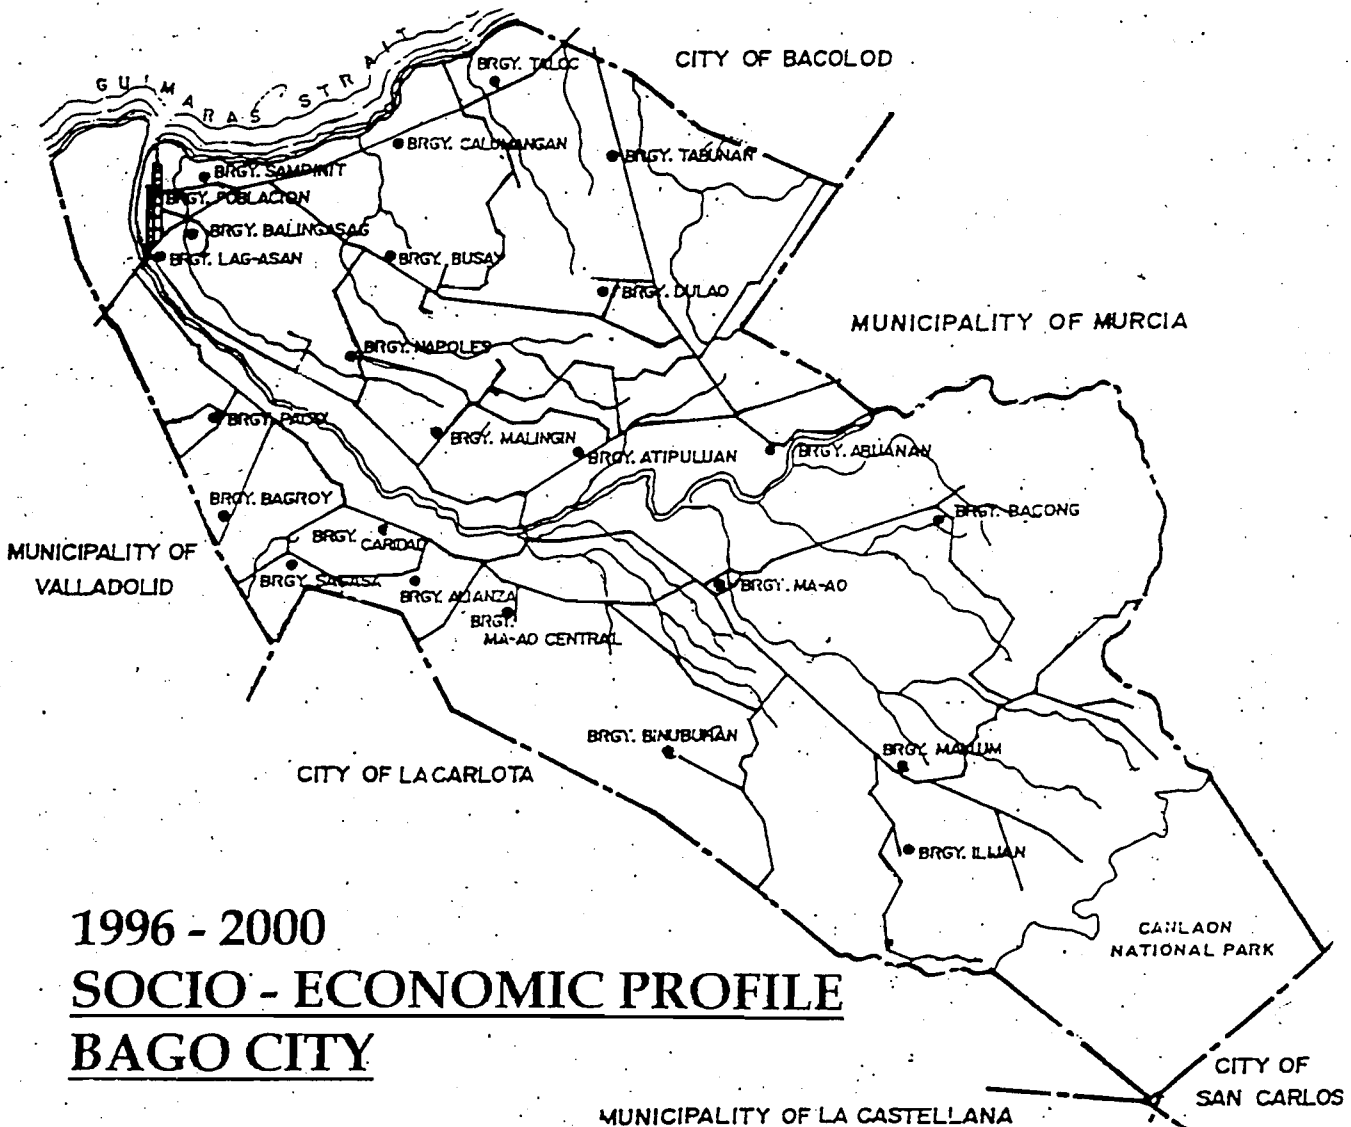 CITY OF BACOLOD
GUIMARAS STRAIT
BRGY. TALOC
BRGY. CALUMANGAN
BRGY. TABUNAN
BRGY. SAMPINIT
BRGY. POBLACION
BRGY. BALINGASAG
BRGY. LAG-ASAN
BRGY. BUSAY
BRGY. DULAO
MUNICIPALITY OF MURCIA
BRGY. NAPOLES
BRGY. PACOL
BRGY. MALINGIN
BRGY. ATIPULUAN
BRGY. ABUANAN
BRGY. BAGROY
BRGY. BACONG
BRGY. CARIDAD
MUNICIPALITY OF
VALLADOLID
BRGY. SAGASA
BRGY. ALIANZA
BRGY. MA-AO
BRGY.
MA-AO CENTRAL
BRGY. BINUBUHAN
BRGY. MAILUM
CITY OF LA CARLOTA
BRGY. ILIJAN
1996 - 2000
SOCIO - ECONOMIC PROFILE
BAGO CITY
CANLAON
NATIONAL PARK
CITY OF
SAN CARLOS
MUNICIPALITY OF LA CASTELLANA